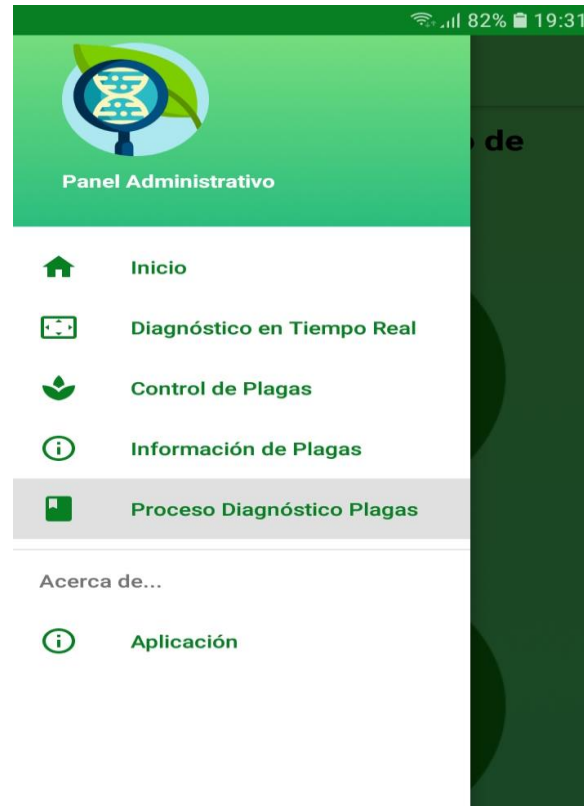 82% 19:31
de
Panel Administrativo
Inicio
Diagnóstico en Tiempo Real
Control de Plagas
Información de Plagas
Proceso Diagnóstico Plagas
Acerca de...
Aplicación